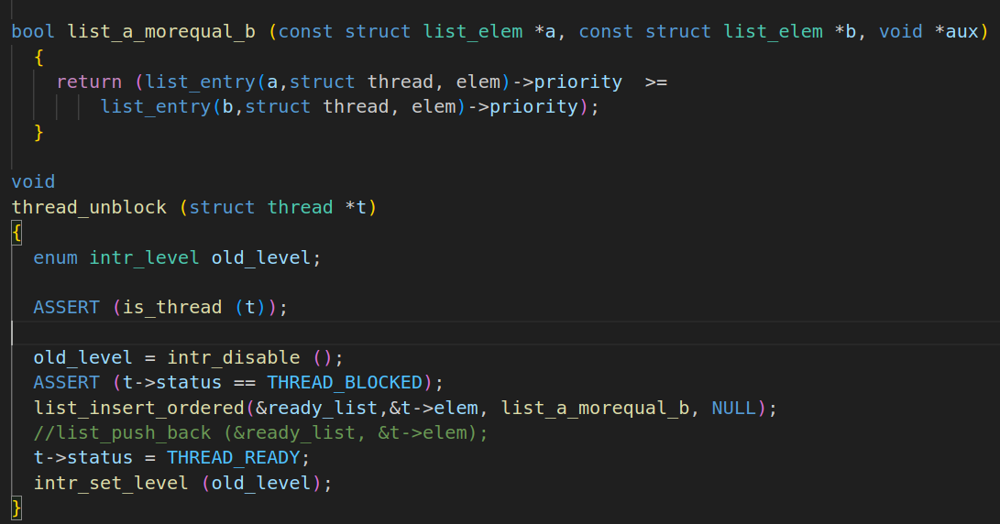 bool list_a_morequal_b (const struct list_elem *a, const struct list_elem *b, void *aux)
  {
    return (list_entry(a,struct thread, elem)->priority  >=
        list_entry(b,struct thread, elem)->priority);
  }

void
thread_unblock (struct thread *t)
{
  enum intr_level old_level;

  ASSERT (is_thread (t));

  old_level = intr_disable ();
  ASSERT (t->status == THREAD_BLOCKED);
  list_insert_ordered(&ready_list,&t->elem, list_a_morequal_b, NULL);
  //list_push_back (&ready_list, &t->elem);
  t->status = THREAD_READY;
  intr_set_level (old_level);
}